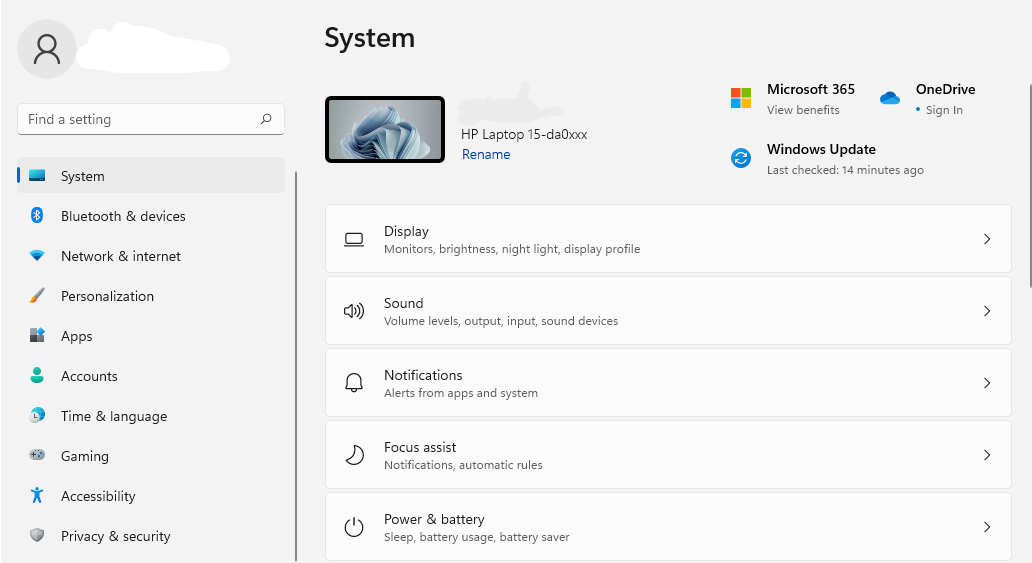 System
Find a setting
System
Bluetooth & devices
Network & internet
Personalization
Apps
Accounts
Time & language
Gaming
Accessibility
Privacy & security
HP Laptop 15-da0xxx
Rename
Microsoft 365
View benefits
OneDrive
Sign In
Windows Update
Last checked: 14 minutes ago
Display
Monitors, brightness, night light, display profile
Sound
Volume levels, output, input, sound devices
Notifications
Alerts from apps and system
Focus assist
Notifications, automatic rules
Power & battery
Sleep, battery usage, battery saver